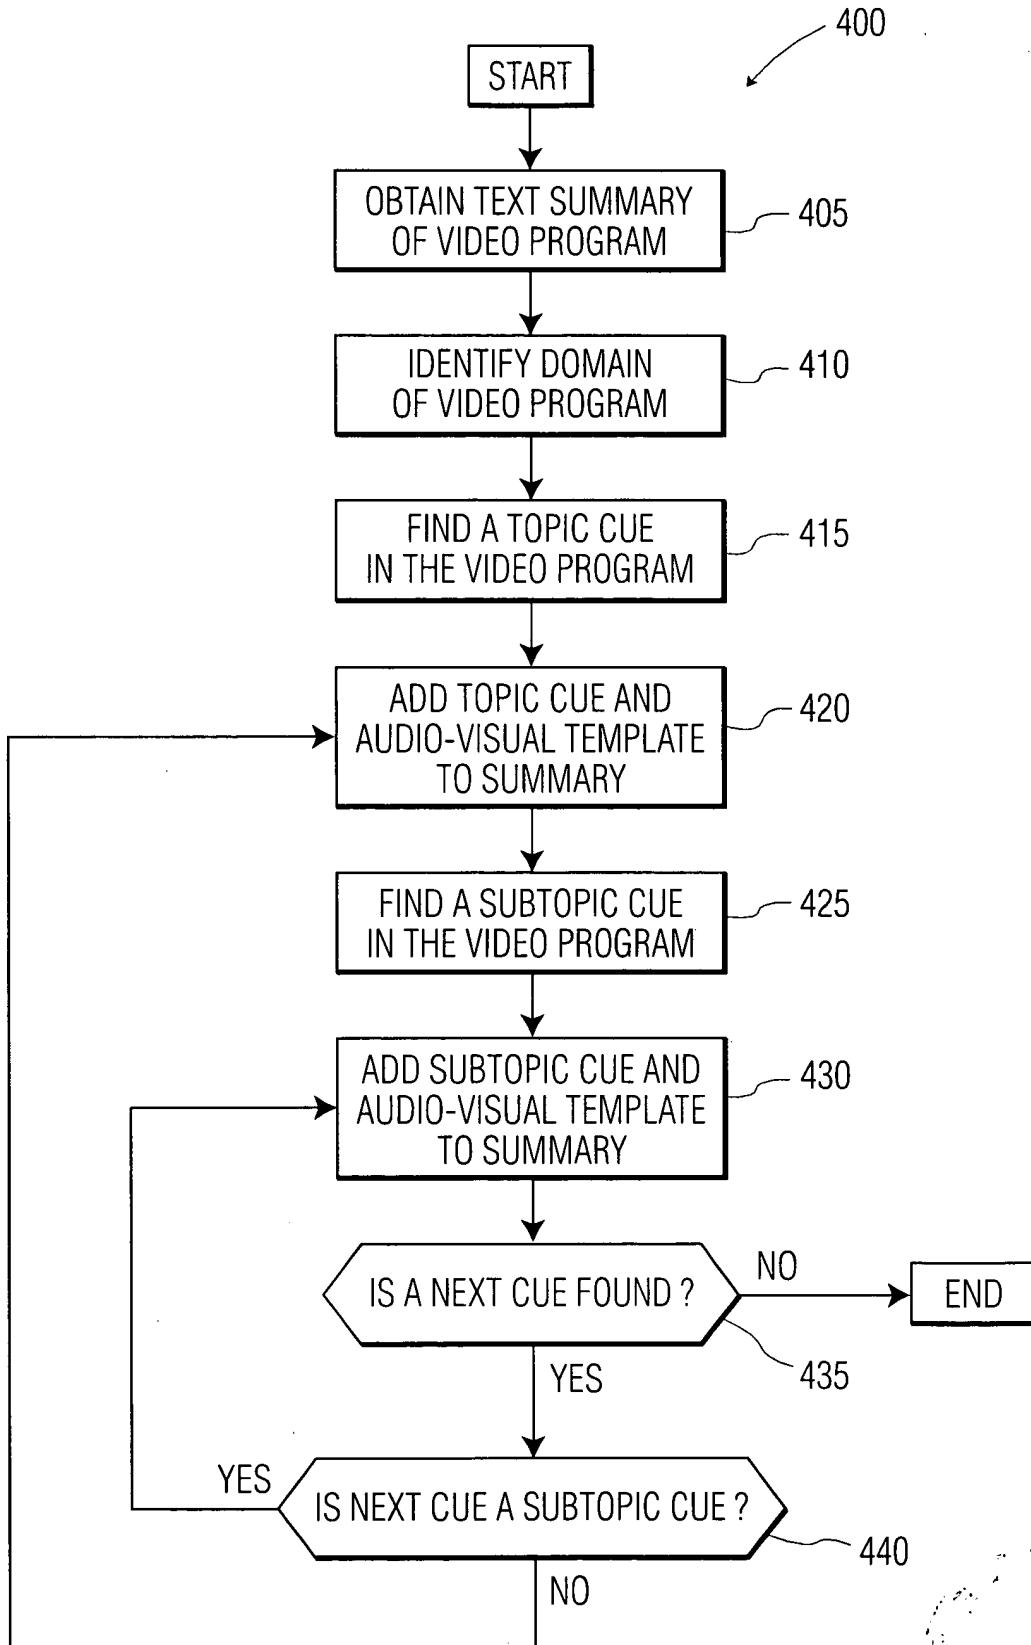 400
START
OBTAIN TEXT SUMMARY
OF VIDEO PROGRAM
405
IDENTIFY DOMAIN
OF VIDEO PROGRAM
410
FIND A TOPIC CUE
IN THE VIDEO PROGRAM
415
ADD TOPIC CUE AND
AUDIO-VISUAL TEMPLATE
TO SUMMARY
420
FIND A SUBTOPIC CUE
IN THE VIDEO PROGRAM
425
ADD SUBTOPIC CUE AND
AUDIO-VISUAL TEMPLATE
TO SUMMARY
430
IS A NEXT CUE FOUND ?
NO
END
435
YES
YES
IS NEXT CUE A SUBTOPIC CUE ?
440
NO